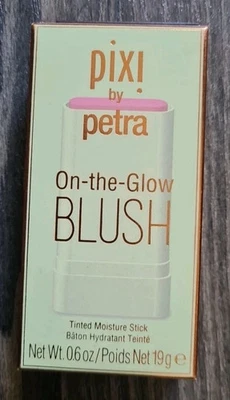 pixi
by
petra
On-the-Glow
BLUSH
Tinted Moisture Stick
Bâton Hydratant Teinté
Net Wt. 0.6 oz/Poids Net 19 g ℮